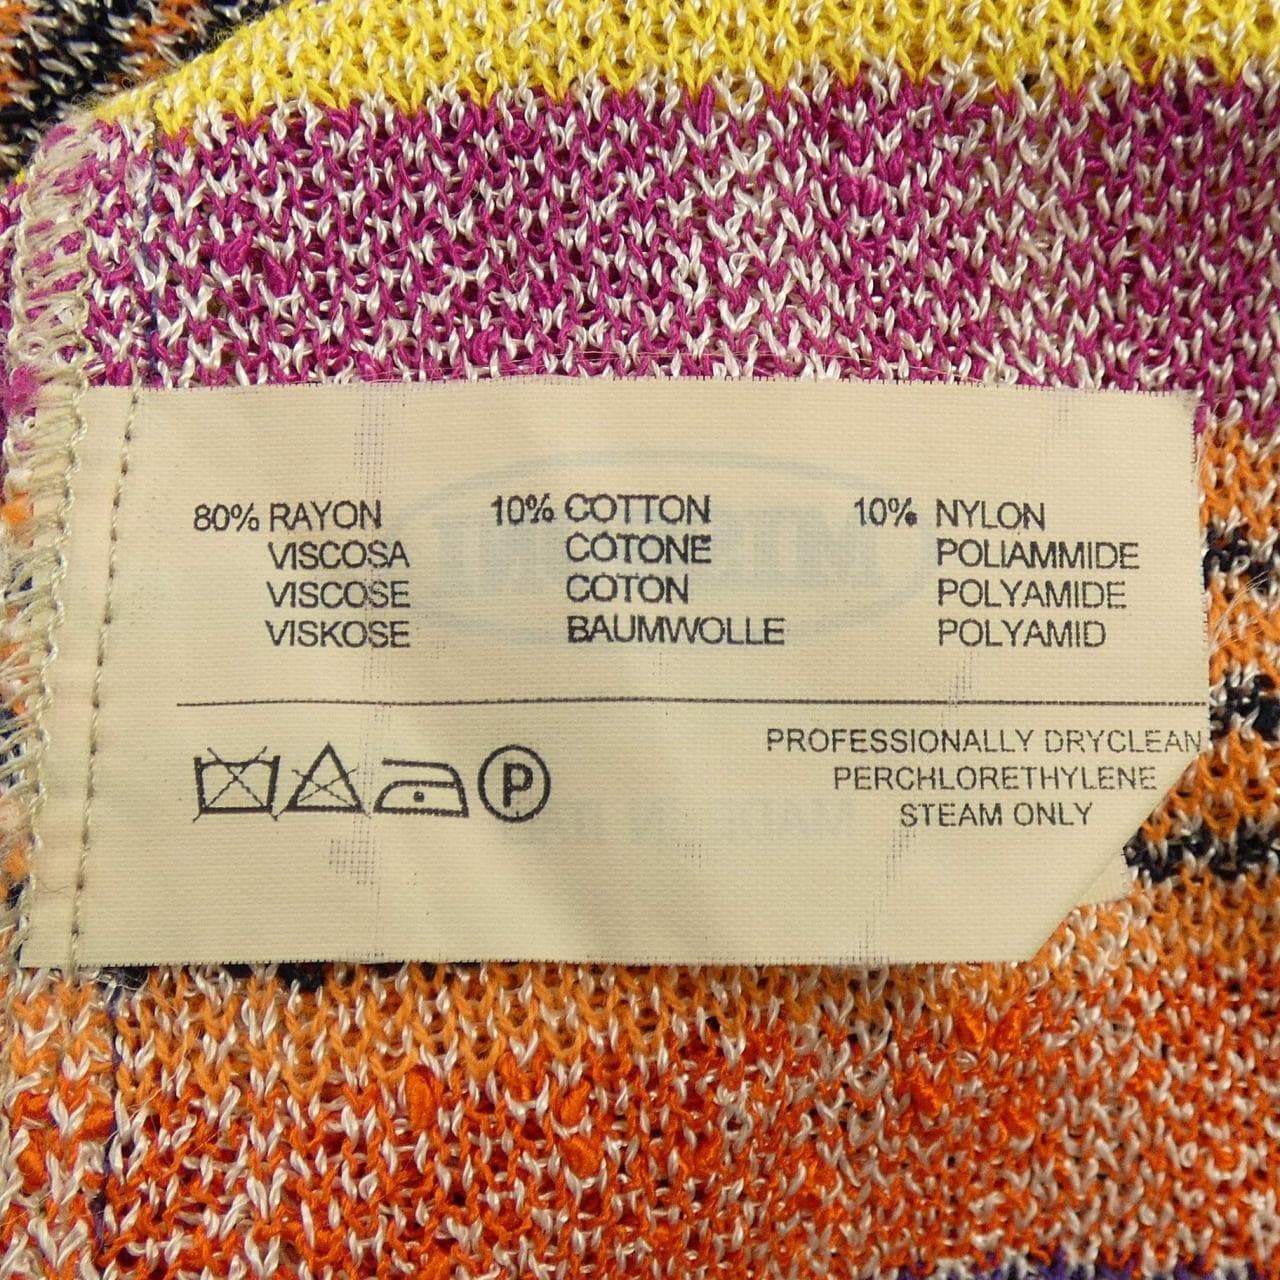 80% RAYON 10% COTTON 10% NYLON
VISCOSA COTONE POLIAMMIDE
VISCOSE COTON POLYAMIDE
VISKOSE BAUMWOLLE POLYAMID
PROFESSIONALLY DRYCLEAN
PERCHLORETHYLENE
P STEAM ONLY